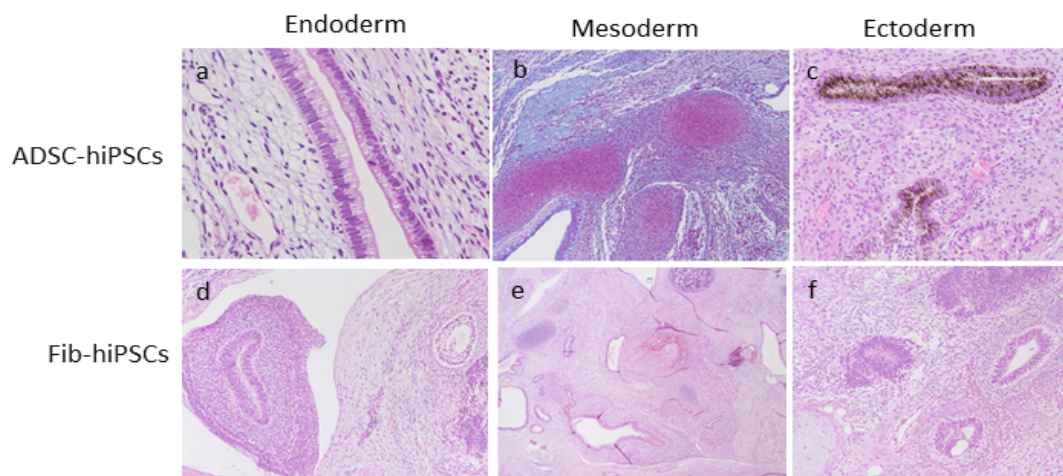 Endoderm Mesoderm Ectoderm
a b c
ADSC-hiPSCs
d e f
Fib-hiPSCs